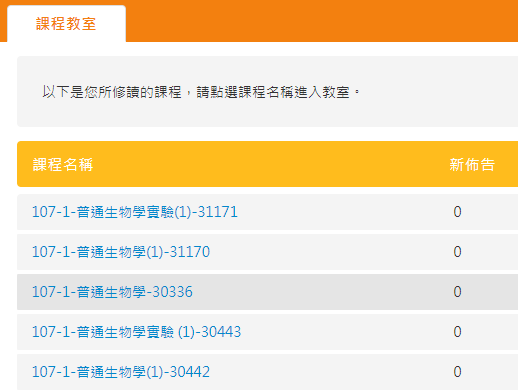 課程教室
以下是您所修讀的課程，請點選課程名稱進入教室。
課程名稱 新佈告
107-1-普通生物學實驗(1)-31171 0
107-1-普通生物學(1)-31170 0
107-1-普通生物學-30336 0
107-1-普通生物學實驗 (1)-30443 0
107-1-普通生物學(1)-30442 0